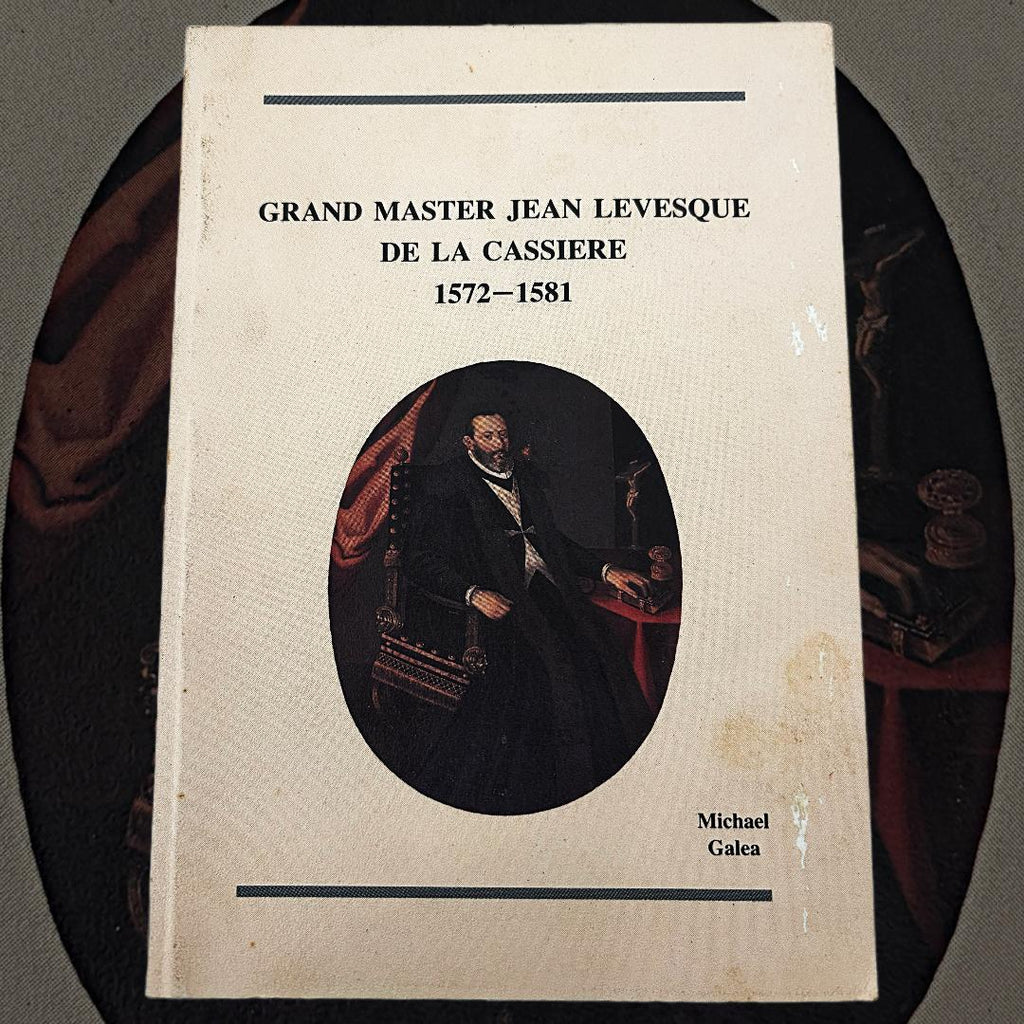 GRAND MASTER JEAN LEVESQUE
DE LA CASSIERE
1572—1581
Michael
Galea